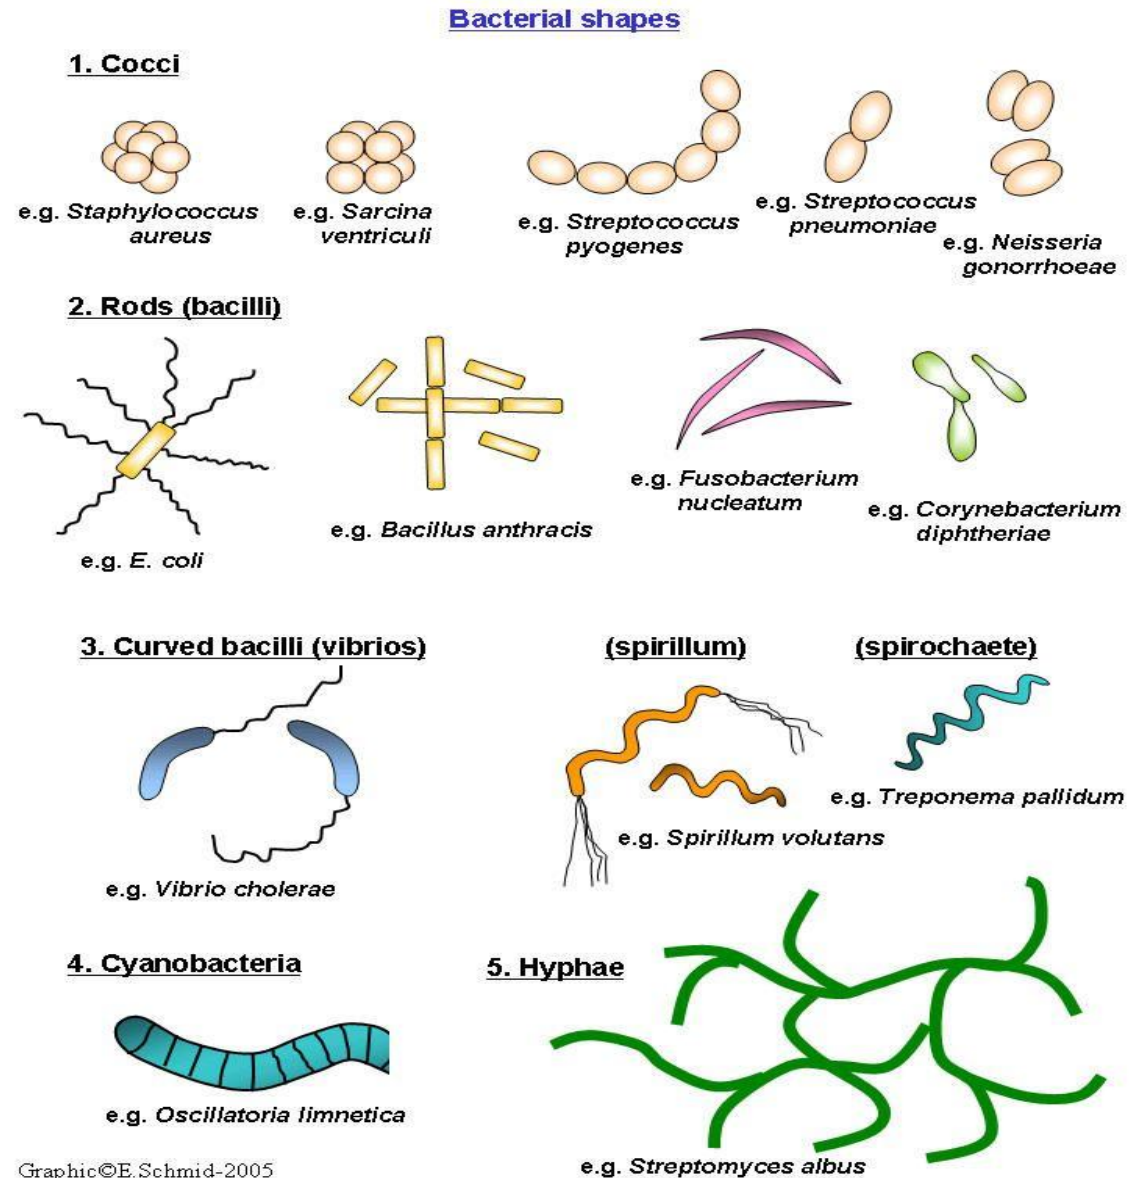 Bacterial shapes
1. Cocci
e.g. Staphylococcus
aureus
e.g. Sarcina
ventriculi
e.g. Streptococcus
pyogenes
e.g. Streptococcus
pneumoniae
e.g. Neisseria
gonorrhoeae
2. Rods (bacilli)
e.g. E. coli
e.g. Bacillus anthracis
e.g. Fusobacterium
nucleatum
e.g. Corynebacterium
diphtheriae
3. Curved bacilli (vibrios)
(spirillum)
(spirochaete)
e.g. Vibrio cholerae
e.g. Spirillum volutans
e.g. Treponema pallidum
4. Cyanobacteria
e.g. Oscillatoria limnetica
5. Hyphae
e.g. Streptomyces albus
Graphic©E.Schmid-2005